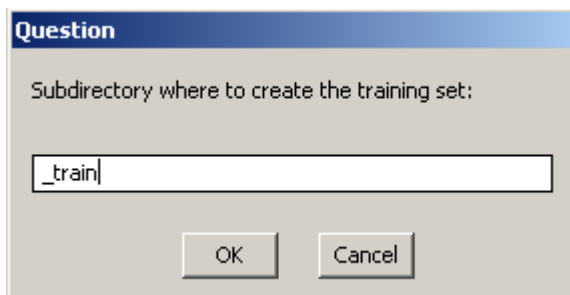 Question
Subdirectory where to create the training set:
_train
OK
Cancel